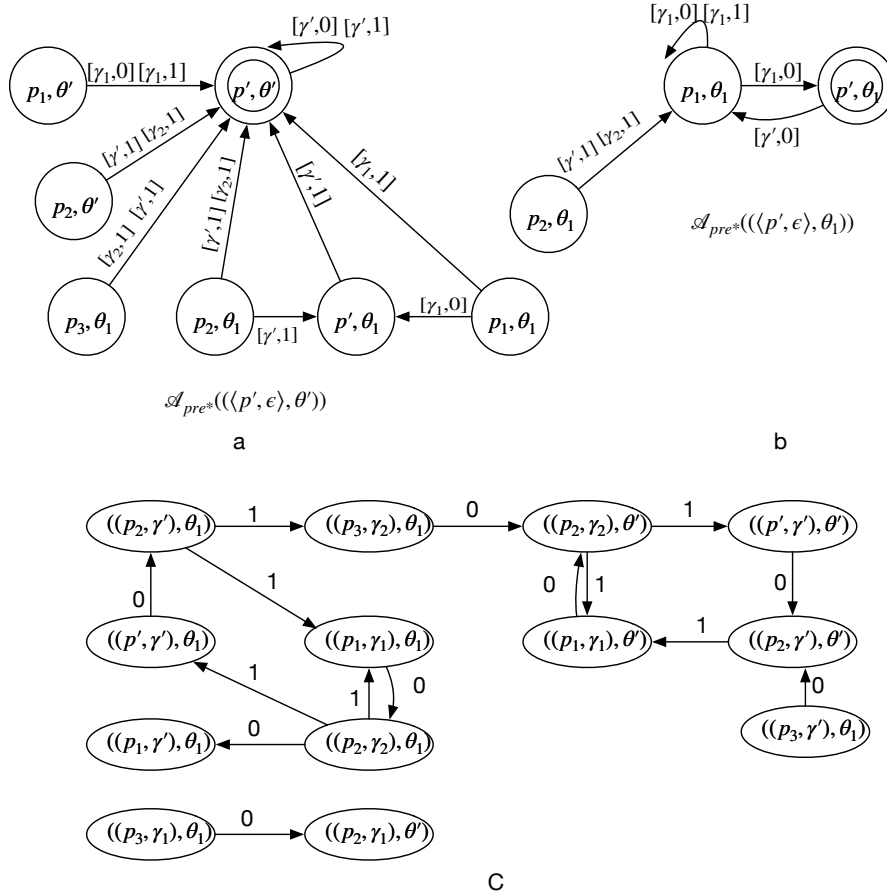 [γ′,0] [γ′,1]
[γ₁,0] [γ₁,1]
p₁, θ′
[γ₁,0] [γ₁,1]
p′, θ′
p₁, θ₁
[γ₁,0]
p′, θ₁
[γ′,0]
[γ′,1] [γ₂,1]
p₂, θ′
[γ′,1] [γ₂,1]
p₂, θ₁
[γ₂,1] [γ′,1]
[γ′,1] [γ₂,1]
[γ′,1]
[γ₁,1]
𝒜ₚᵣₑ*((⟨p′, ϵ⟩, θ₁))
p₃, θ₁
p₂, θ₁
[γ′,1]
p′, θ₁
[γ₁,0]
p₁, θ₁
𝒜ₚᵣₑ*((⟨p′, ϵ⟩, θ′))
a
b
((p₂, γ′), θ₁) 1 ((p₃, γ₂), θ₁) 0 ((p₂, γ₂), θ′) 1 ((p′, γ′), θ′)
0 1 0 1 0
((p′, γ′), θ₁) ((p₁, γ₁), θ₁) ((p₁, γ₁), θ′) 1 ((p₂, γ′), θ′)
1 1 0 0
((p₁, γ′), θ₁) 0 ((p₂, γ₂), θ₁) ((p₃, γ′), θ₁)
((p₃, γ₁), θ₁) 0 ((p₂, γ₁), θ′)
C